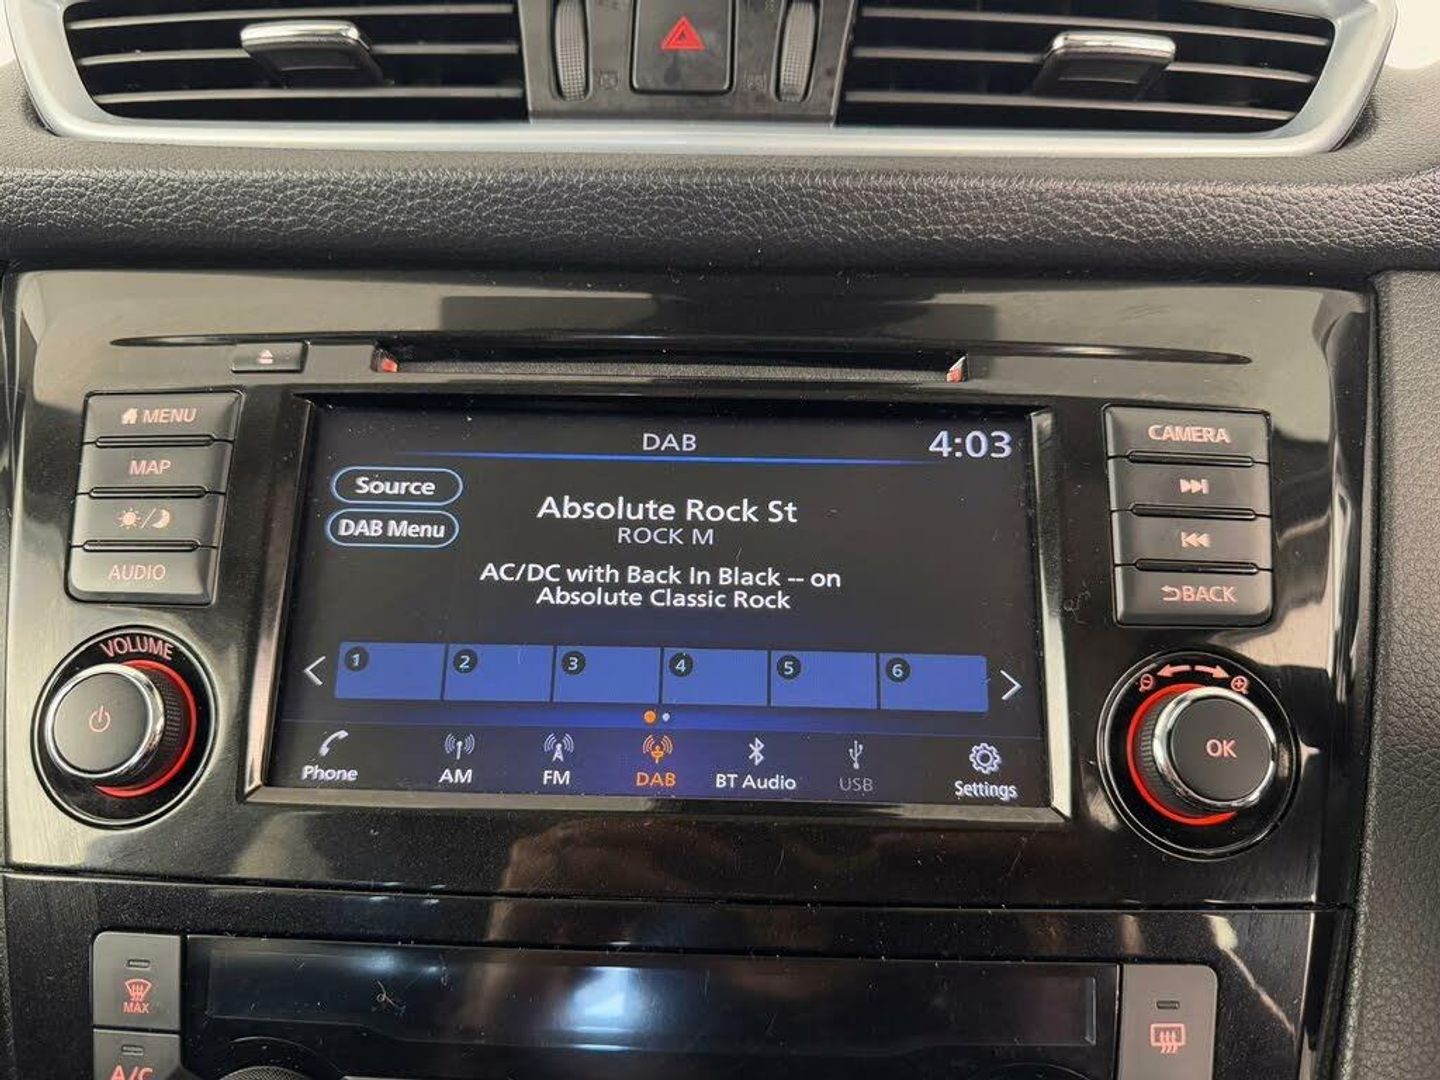 MENU
MAP
AUDIO
VOLUME
DAB
4:03
Source
DAB Menu
Absolute Rock St
ROCK M
AC/DC with Back In Black -- on
Absolute Classic Rock
1
2
3
4
5
6
Phone
AM
FM
DAB
BT Audio
USB
Settings
CAMERA
BACK
OK
MAX
A/C